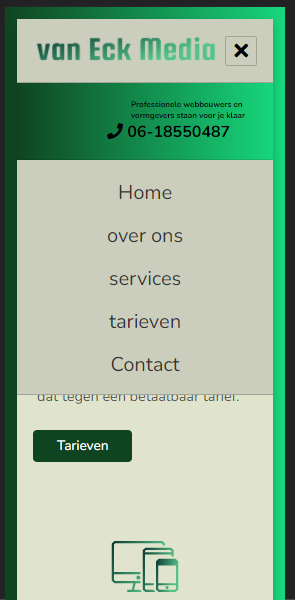 van Eck Media
Professionele webbouwers en
vormgevers staan voor je klaar
06-18550487
Home
over ons
services
tarieven
Contact
dat tegen een betaalbaar tarief.
Tarieven